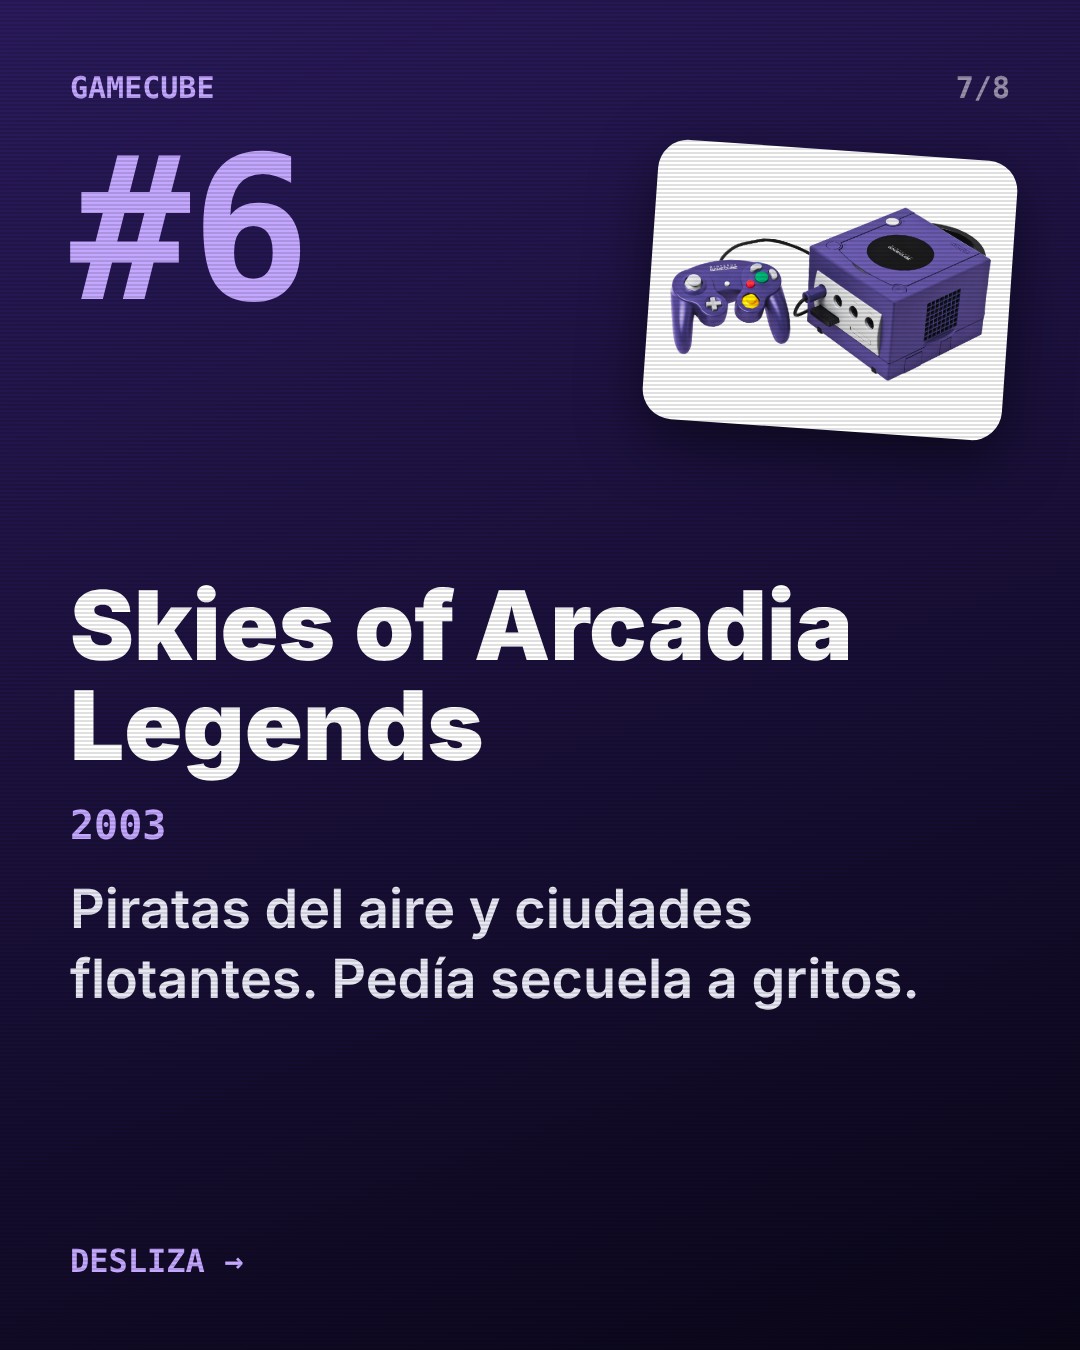 GAMECUBE
7/8
#6
Skies of Arcadia
Legends
2003
Piratas del aire y ciudades
flotantes. Pedía secuela a gritos.
DESLIZA →